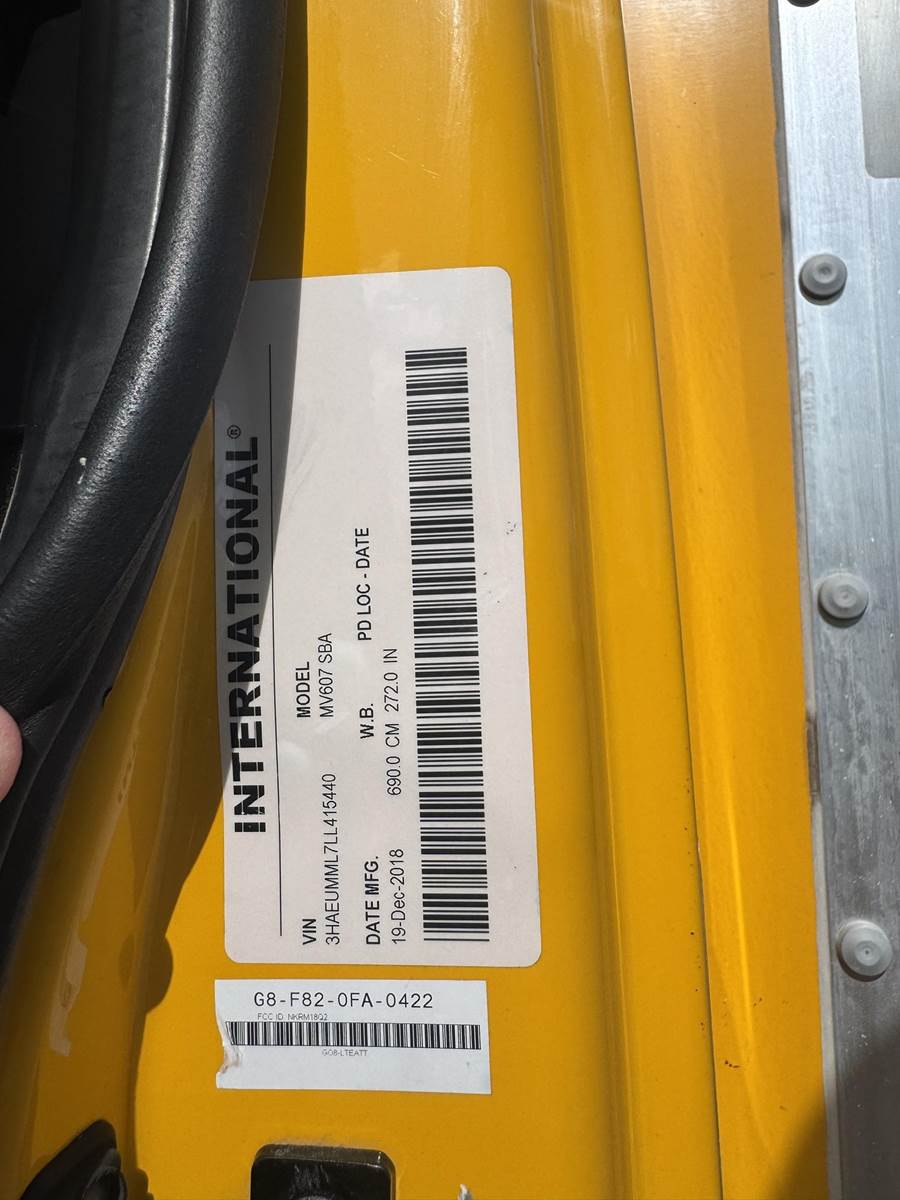 INTERNATIONAL®
VIN MODEL
3HAEUMML7LL415440 MV607 SBA
DATE MFG. W.B. PD LOC - DATE
19-Dec-2018 690.0 CM 272.0 IN
G8-F82-0FA-0422
FCC ID: NKRM18Q2
GO8-LTEATT